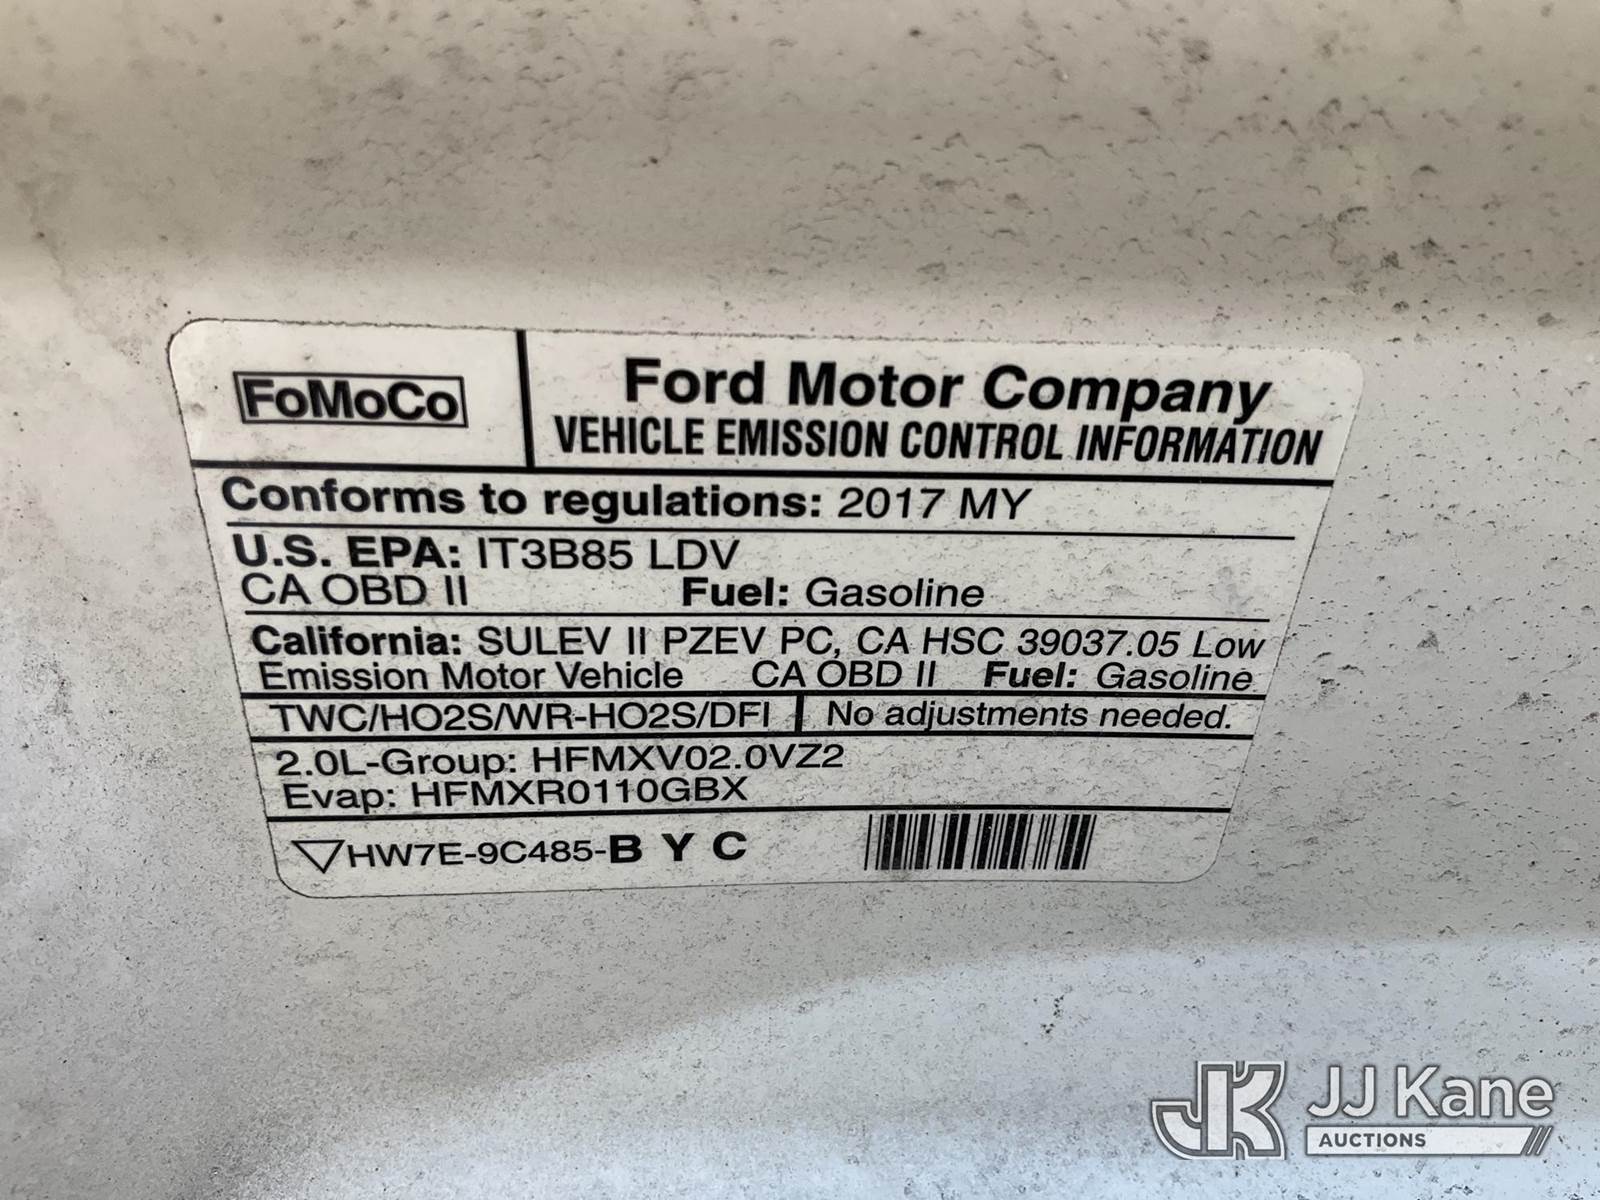 FoMoCo
Ford Motor Company
VEHICLE EMISSION CONTROL INFORMATION
Conforms to regulations: 2017 MY
U.S. EPA: IT3B85 LDV
CA OBD II Fuel: Gasoline
California: SULEV II PZEV PC, CA HSC 39037.05 Low
Emission Motor Vehicle CA OBD II Fuel: Gasoline
TWC/HO2S/WR-HO2S/DFI No adjustments needed.
2.0L-Group: HFMXV02.0VZ2
Evap: HFMXR0110GBX
HW7E-9C485-B Y C
JK JJ Kane
AUCTIONS